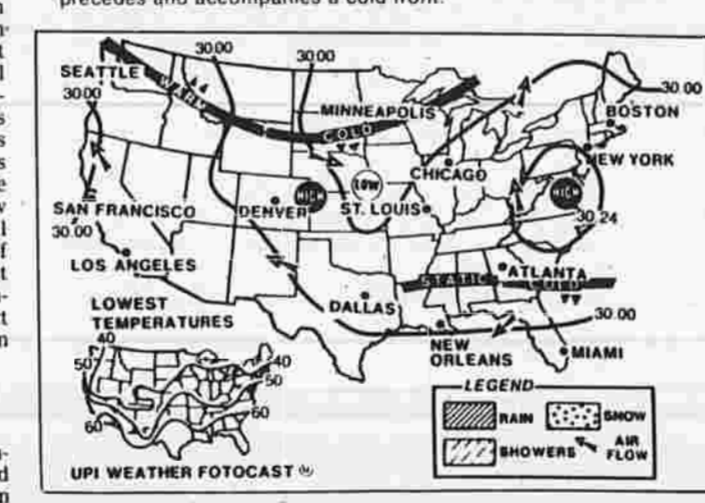 precedes and accompanies a cold front.
30.00
30.00
SEATTLE
WARM
30.00
30.00
MINNEAPOLIS
COLD
BOSTON
NEW YORK
CHICAGO
LOW
HIGH
HIGH
SAN FRANCISCO
DENVER
ST. LOUIS
30.24
30.00
LOS ANGELES
ATLANTA
STATIC
COLD
LOWEST
TEMPERATURES
DALLAS
30.00
NEW
ORLEANS
MIAMI
40
50
40
50
60
60
LEGEND
RAIN
SNOW
SHOWERS
AIR
FLOW
UPI WEATHER FOTOCAST ®